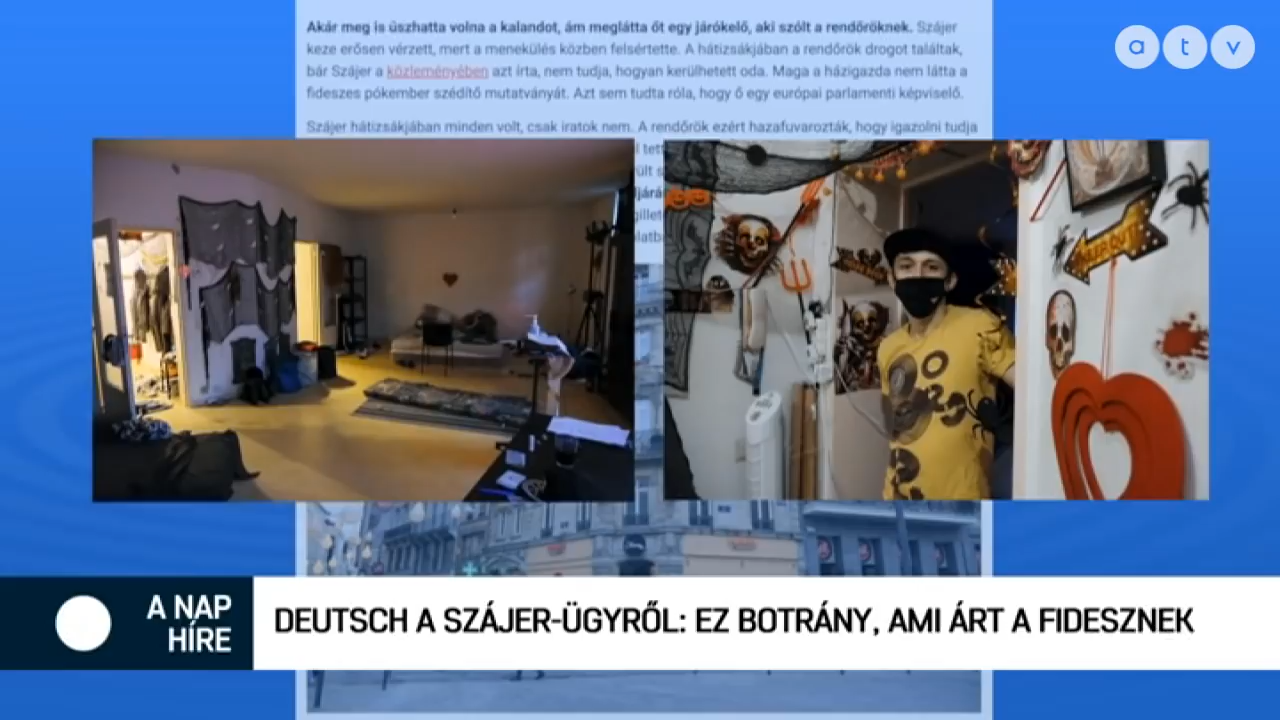 Akár meg is úszhatta volna a kalandot, ám meglátta őt egy járókelő, aki szólt a rendőröknek. Szájer
keze erősen vérzett, mert a menekülés közben felsértette. A hátizsákjában a rendőrök drogot találtak,
bár Szájer a közleményében azt írta, nem tudja, hogyan kerülhetett oda. Maga a házigazda nem látta a
fideszes pókember szédítő mutatványát. Azt sem tudta róla, hogy ő egy európai parlamenti képviselő.
Szájer hátizsákjában minden volt, csak iratok nem. A rendőrök ezért hazafuvarozták, hogy igazolni tudja
atv
A NAP
HÍRE
DEUTSCH A SZÁJER-ÜGYRŐL: EZ BOTRÁNY, AMI ÁRT A FIDESZNEK